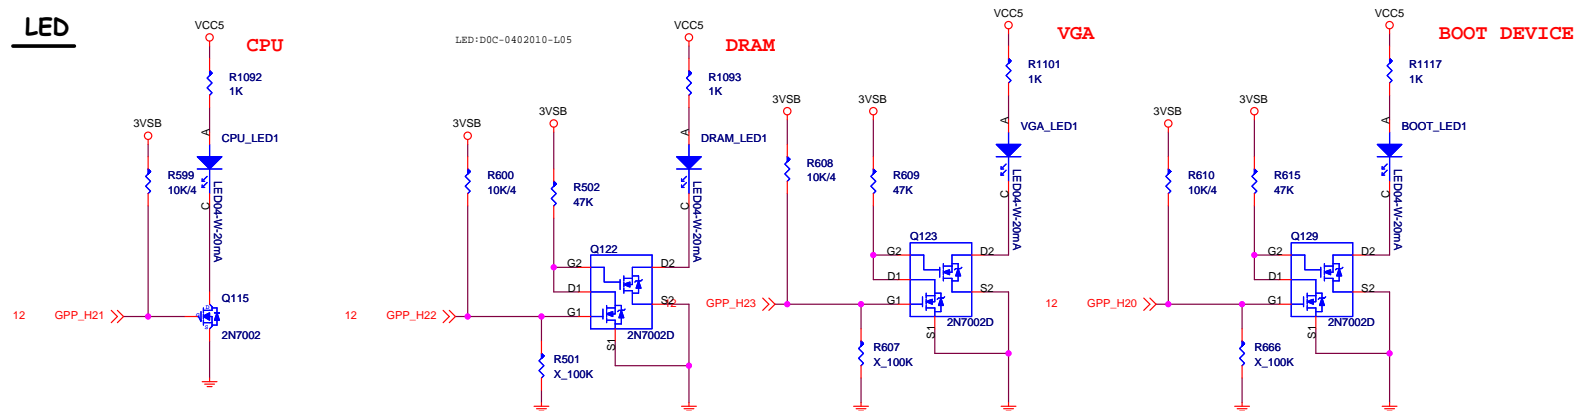 LED
VCC5
CPU
R1092
1K
3VSB
A
CPU_LED1
R599
10K/4
C
LED04-W-20mA
Q115
D
G
S
2N7002
12
GPP_H21
LED:D0C-0402010-L05
VCC5
DRAM
R1093
1K
3VSB
3VSB
A
DRAM_LED1
R600
10K/4
R502
47K
C
LED04-W-20mA
Q122
G2
D2
D1
S2
G1
S1
2N7002D
12
GPP_H22
R501
X_100K
VCC5
VGA
R1101
1K
3VSB
3VSB
A
VGA_LED1
R608
10K/4
R609
47K
C
LED04-W-20mA
Q123
G2
D2
D1
S2
G1
S1
2N7002D
12
GPP_H23
R607
X_100K
VCC5
BOOT DEVICE
R1117
1K
3VSB
3VSB
A
BOOT_LED1
R610
10K/4
R615
47K
C
LED04-W-20mA
Q129
G2
D2
D1
S2
G1
S1
2N7002D
12
GPP_H20
R666
X_100K